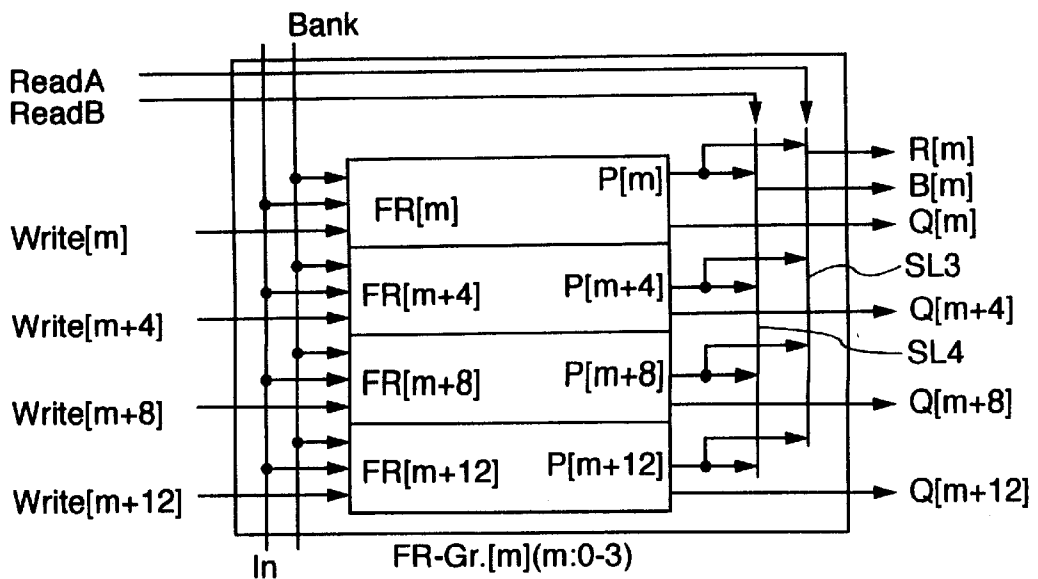 Bank
ReadA
ReadB
P[m]
R[m]
B[m]
FR[m]
Q[m]
Write[m]
SL3
FR[m+4]
P[m+4]
Q[m+4]
Write[m+4]
SL4
FR[m+8]
P[m+8]
Q[m+8]
Write[m+8]
FR[m+12]
P[m+12]
Q[m+12]
Write[m+12]
In
FR-Gr.[m](m:0-3)